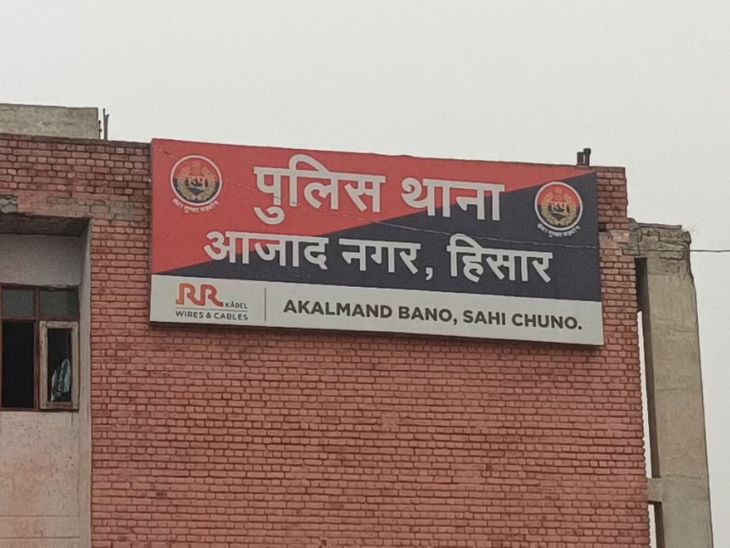 पुलिस थाना
आजाद नगर, हिसार
RR KABEL
WIRES & CABLES
AKALMAND BANO, SAHI CHUNO.